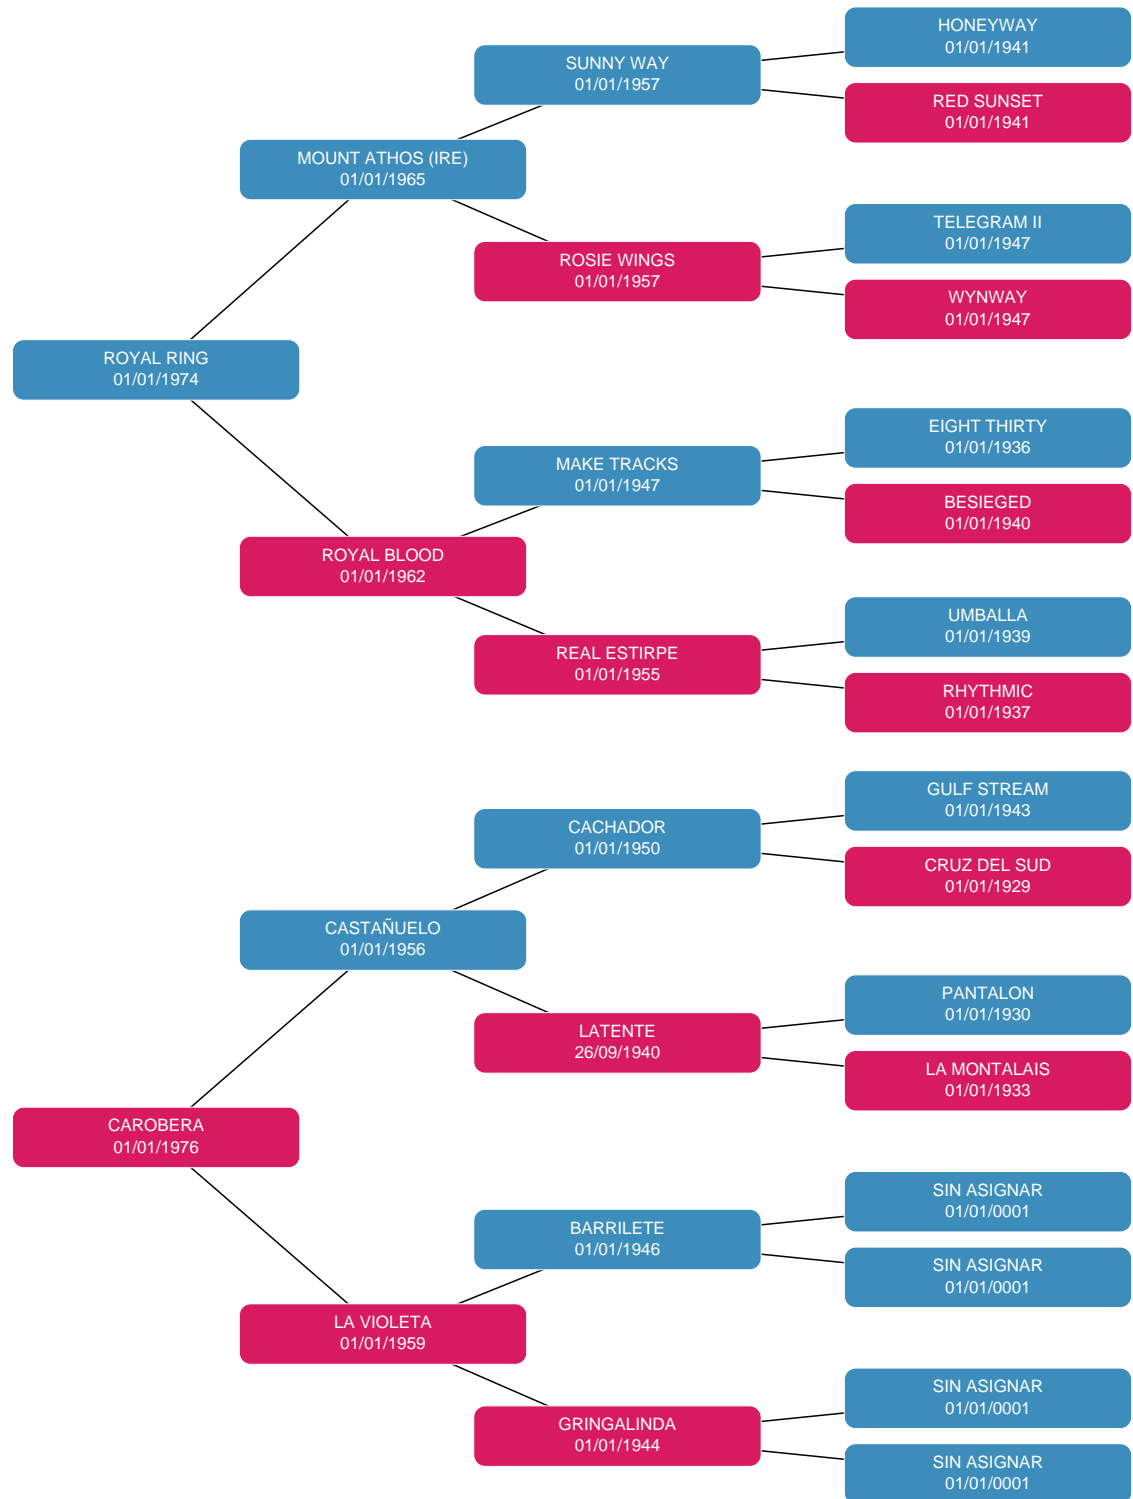 HONEYWAY
01/01/1941
SUNNY WAY
01/01/1957
RED SUNSET
01/01/1941
MOUNT ATHOS (IRE)
01/01/1965
TELEGRAM II
01/01/1947
ROSIE WINGS
01/01/1957
WYNWAY
01/01/1947
ROYAL RING
01/01/1974
EIGHT THIRTY
01/01/1936
MAKE TRACKS
01/01/1947
BESIEGED
01/01/1940
ROYAL BLOOD
01/01/1962
UMBALLA
01/01/1939
REAL ESTIRPE
01/01/1955
RHYTHMIC
01/01/1937
GULF STREAM
01/01/1943
CACHADOR
01/01/1950
CRUZ DEL SUD
01/01/1929
CASTAÑUELO
01/01/1956
PANTALON
01/01/1930
LATENTE
26/09/1940
LA MONTALAIS
01/01/1933
CAROBERA
01/01/1976
SIN ASIGNAR
01/01/0001
BARRILETE
01/01/1946
SIN ASIGNAR
01/01/0001
LA VIOLETA
01/01/1959
SIN ASIGNAR
01/01/0001
GRINGALINDA
01/01/1944
SIN ASIGNAR
01/01/0001